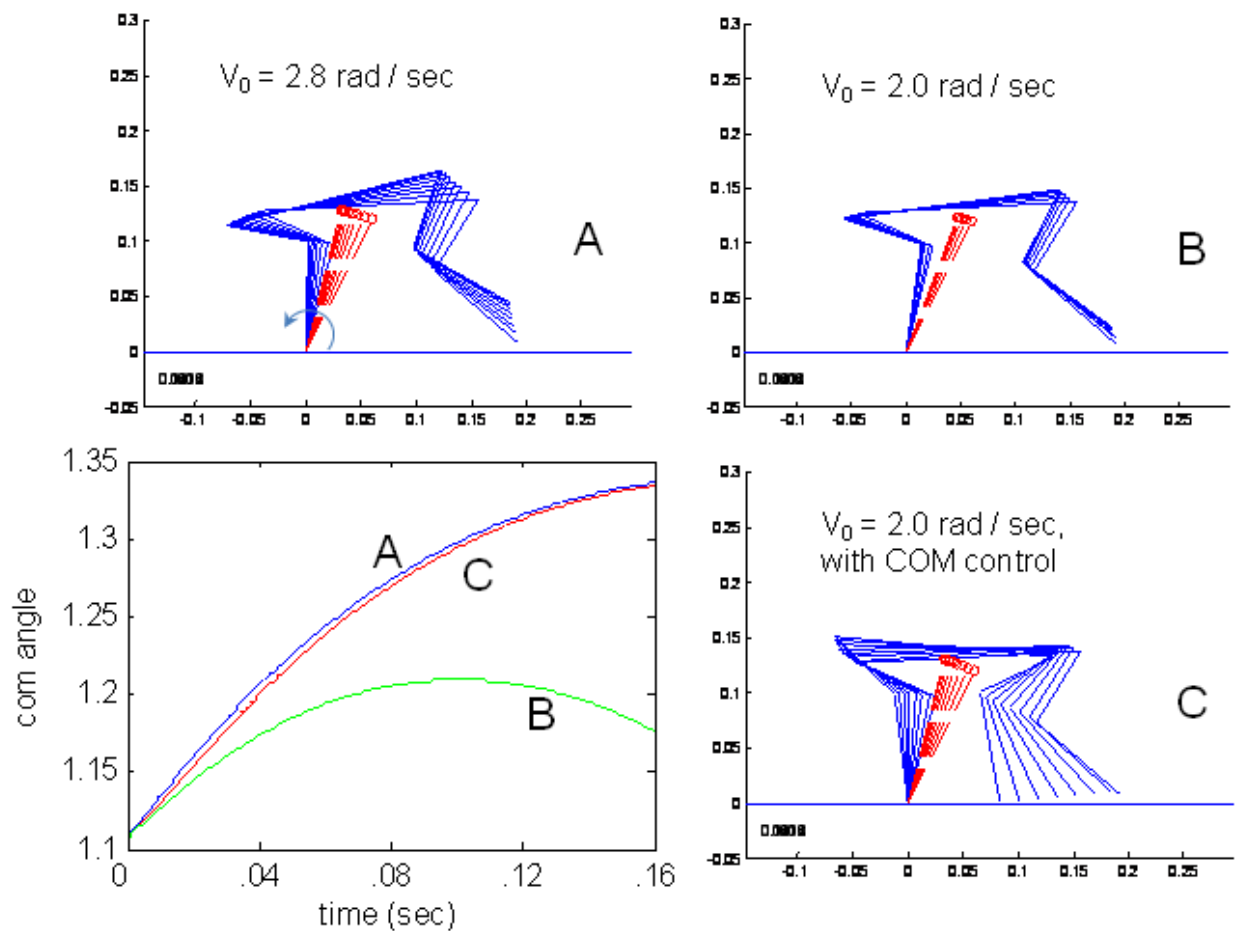 0.3
0.25
0.2
0.15
0.1
0.05
0
-0.05
V₀ = 2.8 rad / sec
A
-0.1 -0.05 0 0.05 0.1 0.15 0.2 0.25
0.3
0.25
0.2
0.15
0.1
0.05
0
-0.05
V₀ = 2.0 rad / sec
B
-0.1 -0.05 0 0.05 0.1 0.15 0.2 0.25
1.35
1.3
1.25
1.2
1.15
1.1
com angle
A
C
B
0 .04 .08 .12 .16
time (sec)
0.3
0.25
0.2
0.15
0.1
0.05
0
-0.05
V₀ = 2.0 rad / sec,
with COM control
C
-0.1 -0.05 0 0.05 0.1 0.15 0.2 0.25